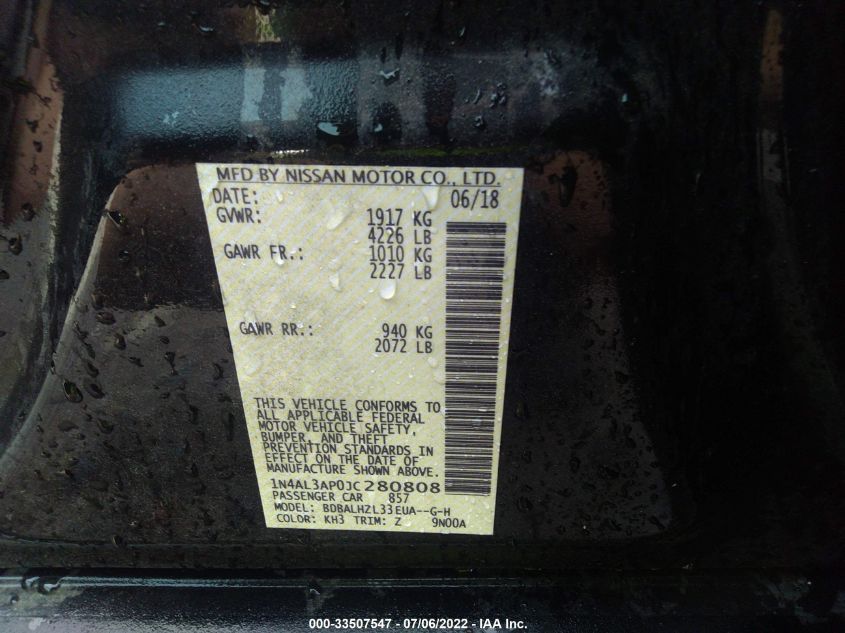 MFD BY NISSAN MOTOR CO., LTD.
DATE: 06/18
GVWR: 1917 KG
4226 LB
GAWR FR.: 1010 KG
2227 LB
GAWR RR.: 940 KG
2072 LB
THIS VEHICLE CONFORMS TO
ALL APPLICABLE FEDERAL
MOTOR VEHICLE SAFETY,
BUMPER, AND THEFT
PREVENTION STANDARDS IN
EFFECT ON THE DATE OF
MANUFACTURE SHOWN ABOVE.
1N4AL3AP0JC280808
PASSENGER CAR 857
MODEL: BDBALHZL33EUA--G-H
COLOR: KH3 TRIM: Z 9N00A
000-33507547 - 07/06/2022 - IAA Inc.